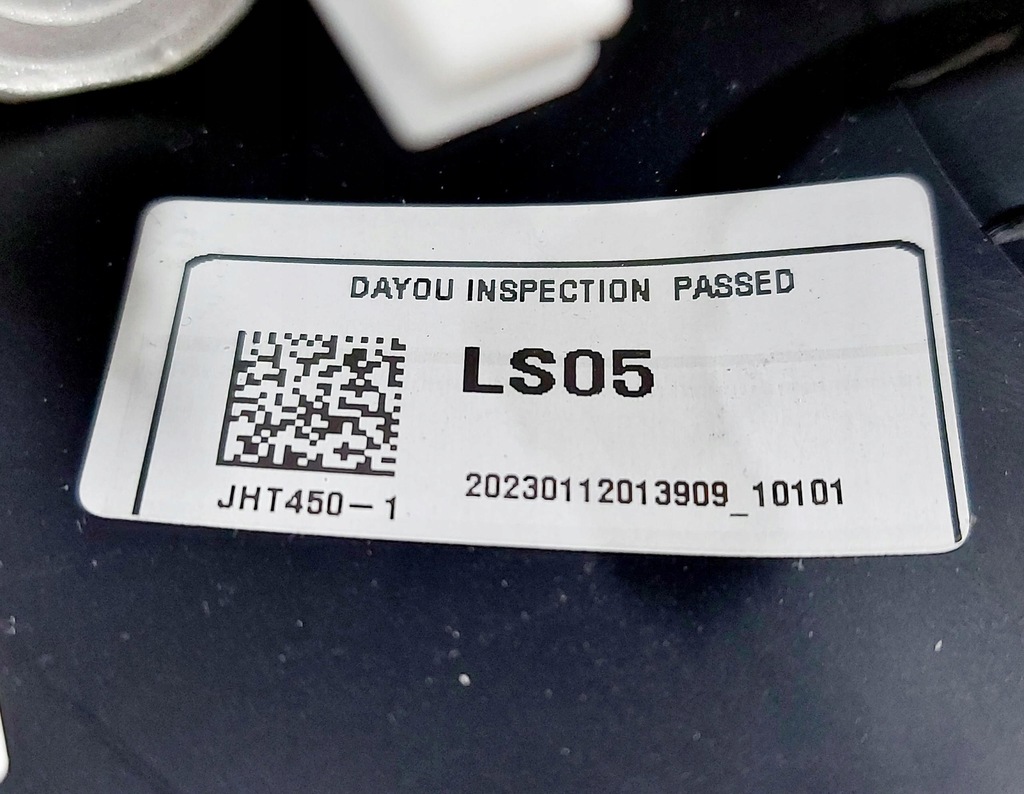 DAYOU INSPECTION PASSED
LS05
JHT450-1
20230112013909_10101